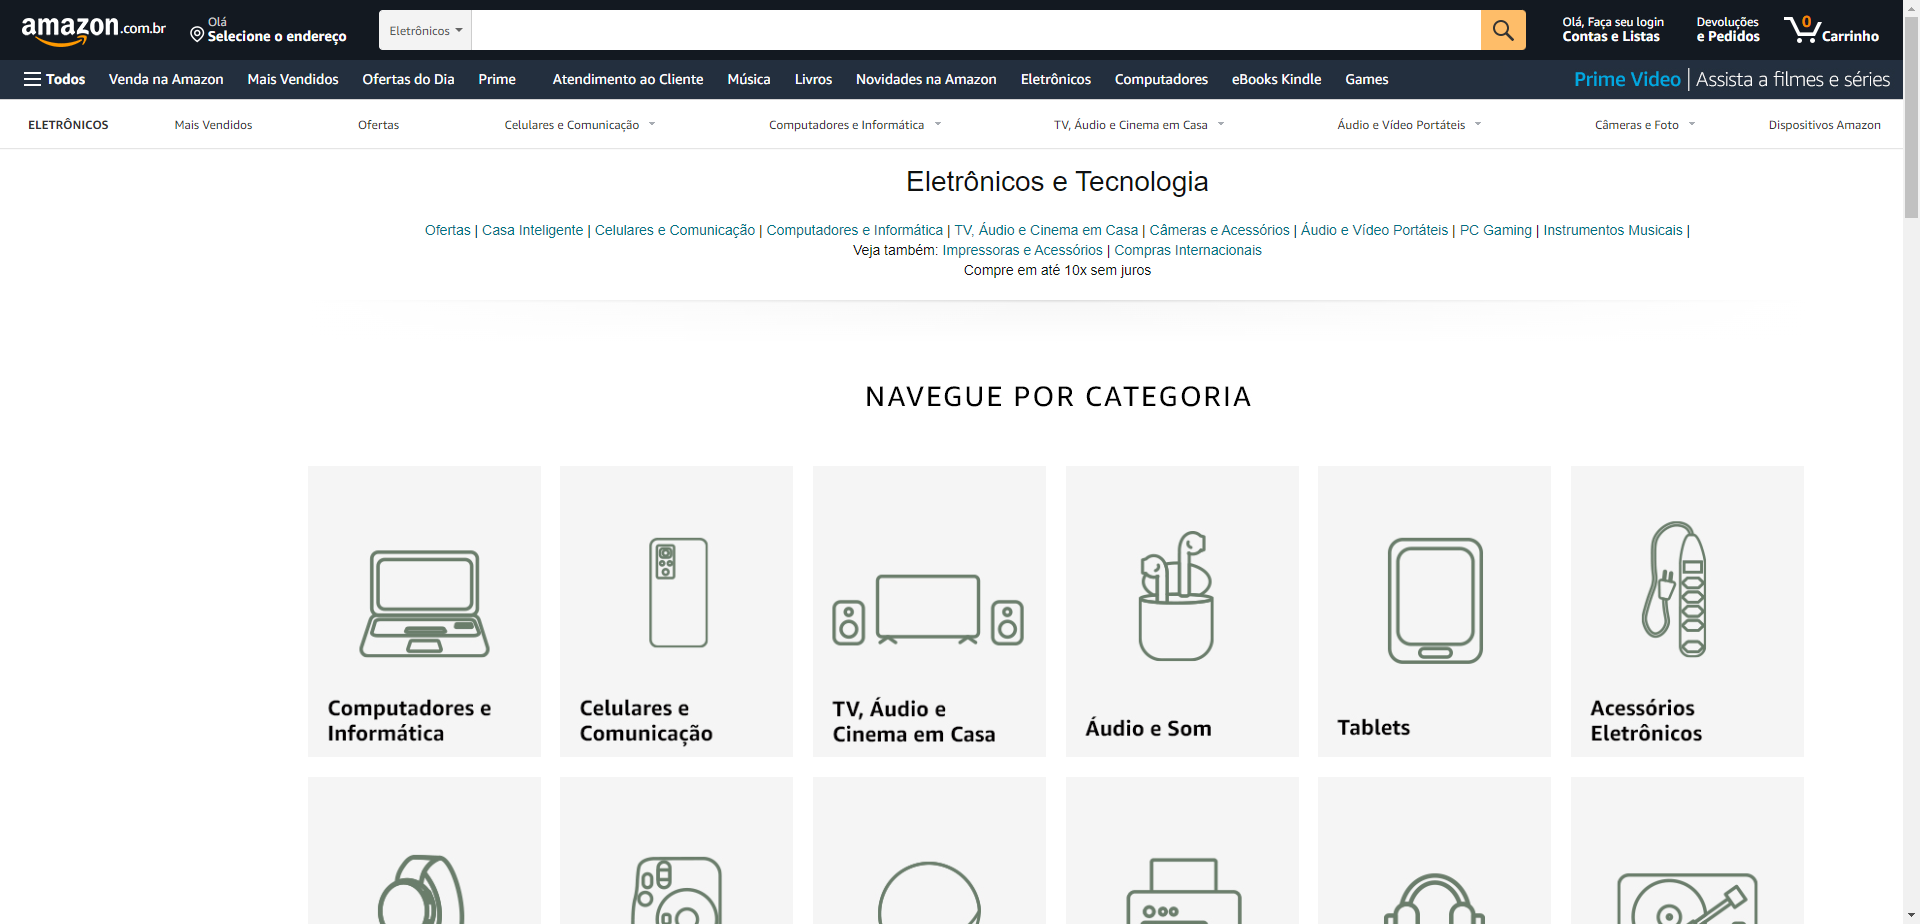 amazon.com.br
Olá
Selecione o endereço
Eletrônicos
Olá, Faça seu login
Contas e Listas
Devoluções
e Pedidos
0
Carrinho
Todos
Venda na Amazon
Mais Vendidos
Ofertas do Dia
Prime
Atendimento ao Cliente
Música
Livros
Novidades na Amazon
Eletrônicos
Computadores
eBooks Kindle
Games
Prime Video | Assista a filmes e séries
ELETRÔNICOS
Mais Vendidos
Ofertas
Celulares e Comunicação
Computadores e Informática
TV, Áudio e Cinema em Casa
Áudio e Vídeo Portáteis
Câmeras e Foto
Dispositivos Amazon
Eletrônicos e Tecnologia
Ofertas | Casa Inteligente | Celulares e Comunicação | Computadores e Informática | TV, Áudio e Cinema em Casa | Câmeras e Acessórios | Áudio e Vídeo Portáteis | PC Gaming | Instrumentos Musicais |
Veja também: Impressoras e Acessórios | Compras Internacionais
Compre em até 10x sem juros
NAVEGUE POR CATEGORIA
Computadores e
Informática
Celulares e
Comunicação
TV, Áudio e
Cinema em Casa
Áudio e Som
Tablets
Acessórios
Eletrônicos